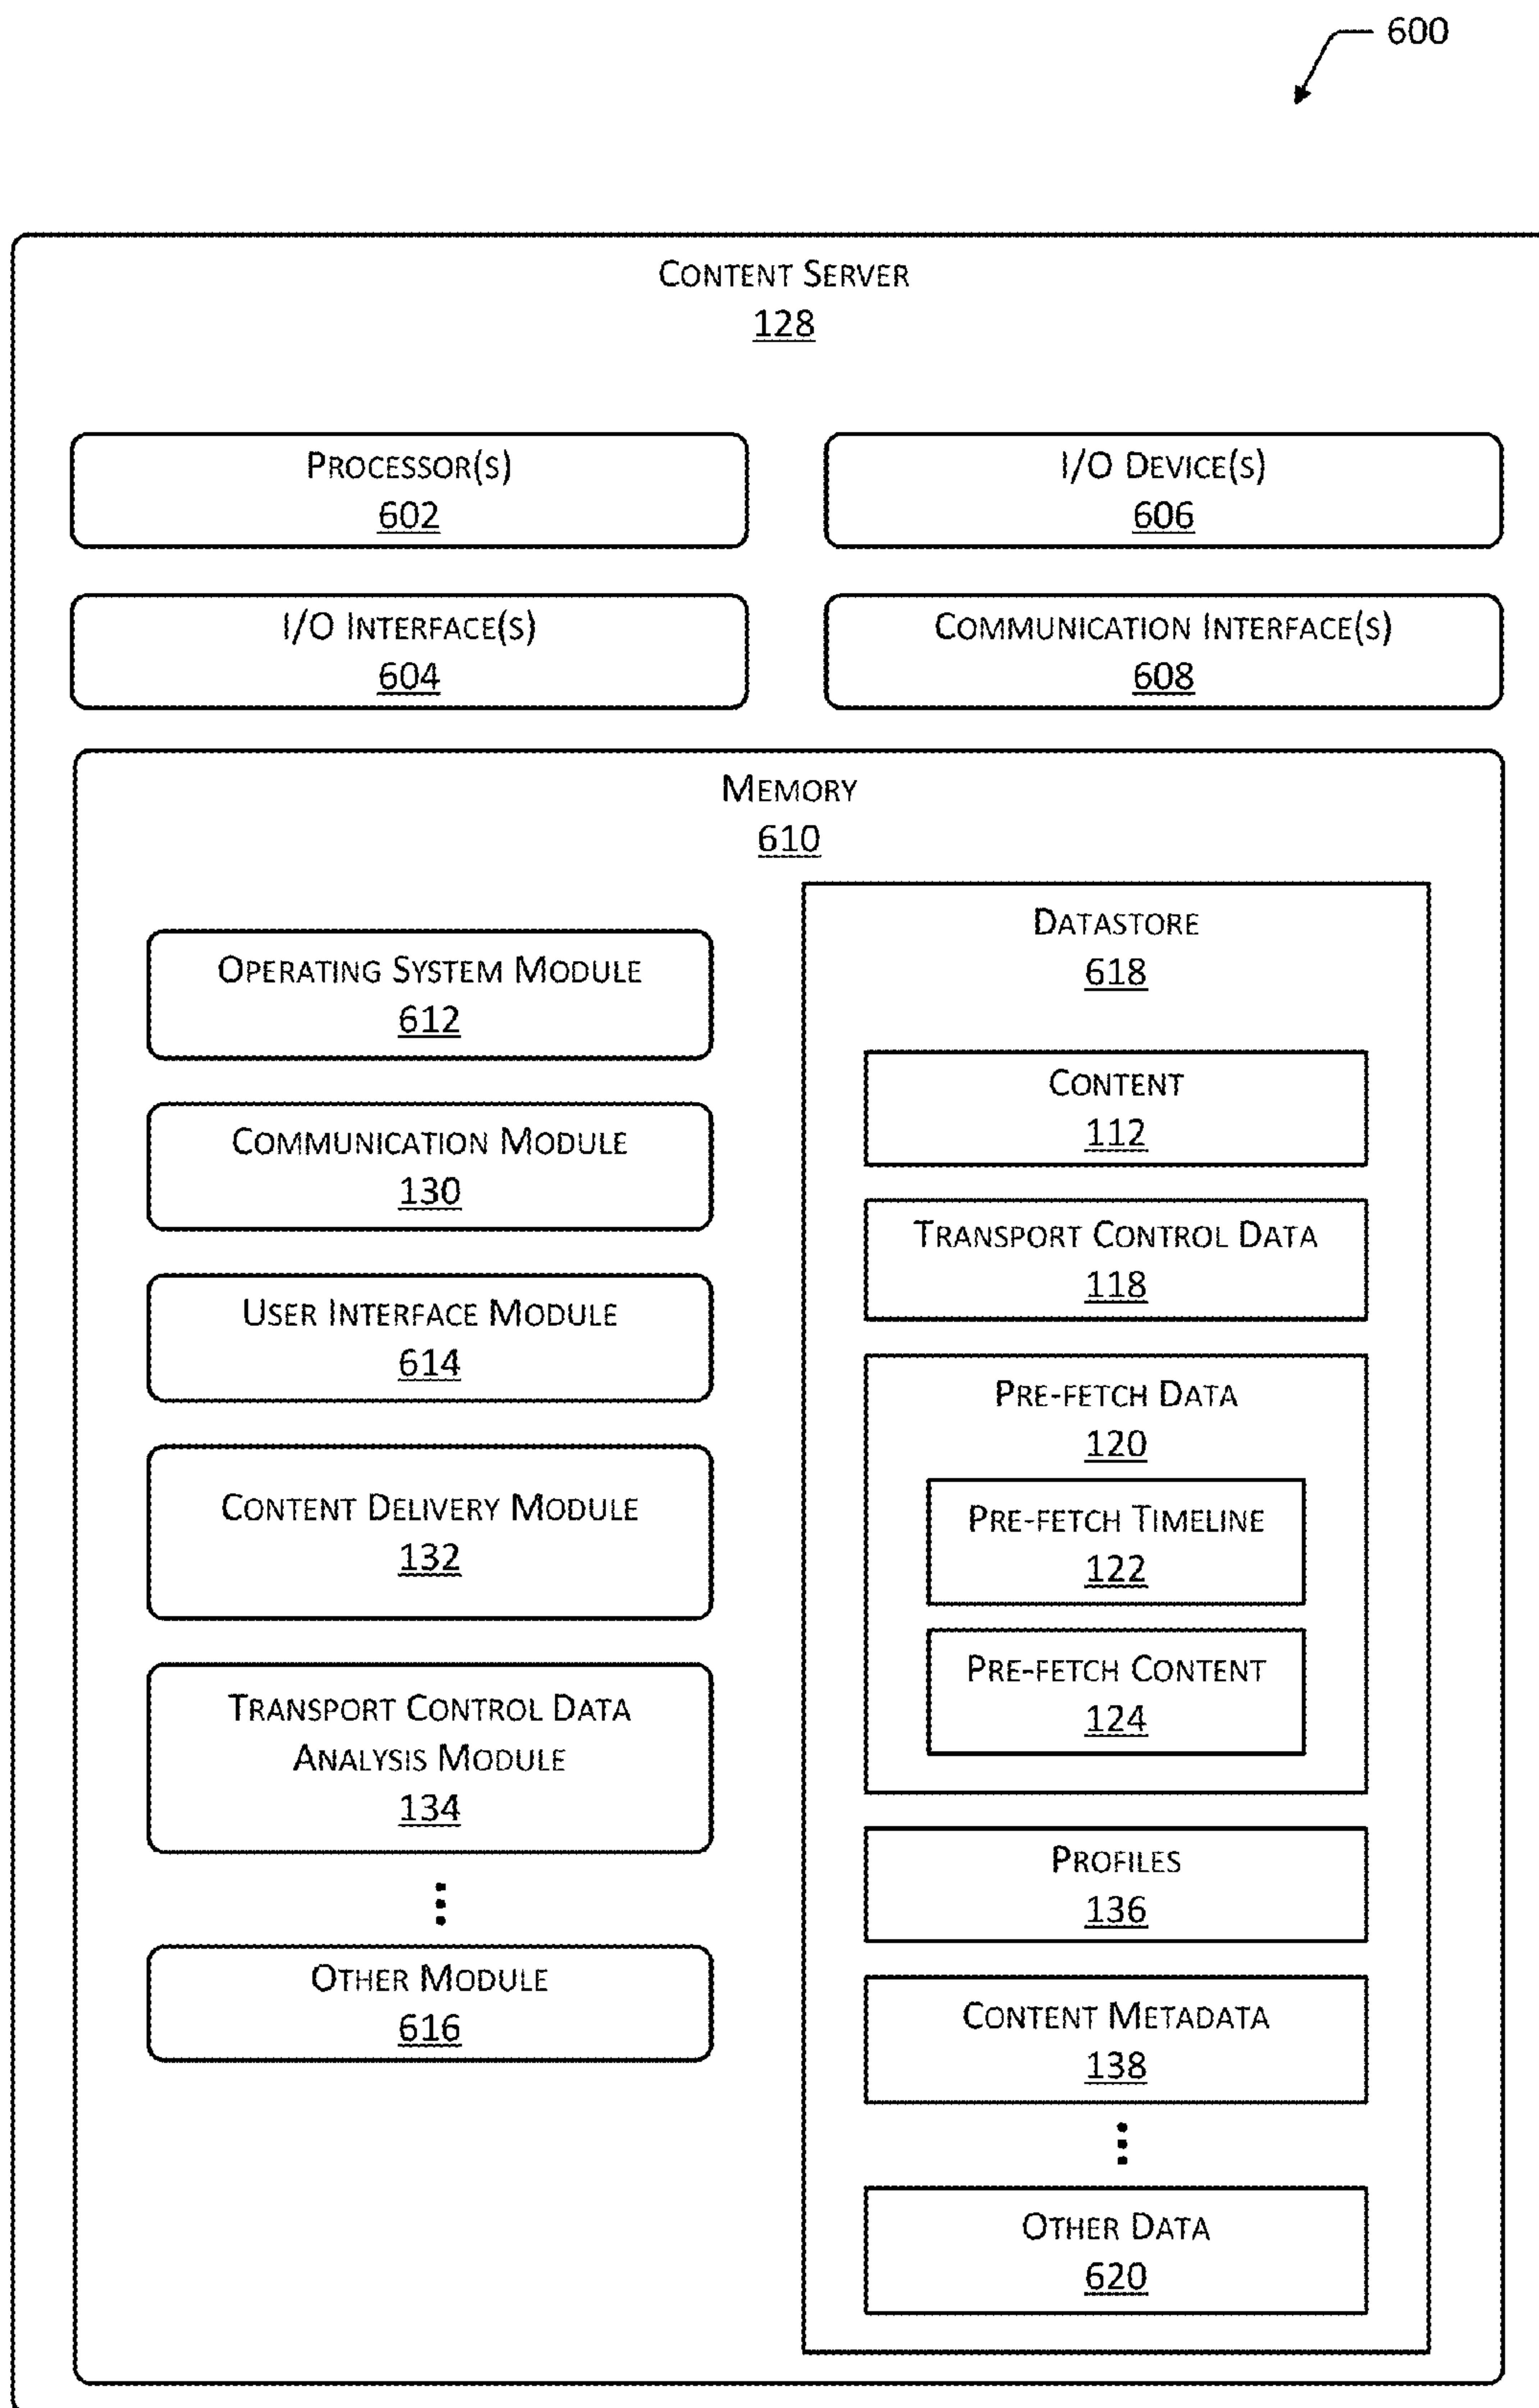 600
CONTENT SERVER
128
PROCESSOR(S)
602
I/O DEVICE(S)
606
I/O INTERFACE(S)
604
COMMUNICATION INTERFACE(S)
608
MEMORY
610
OPERATING SYSTEM MODULE
612
COMMUNICATION MODULE
130
USER INTERFACE MODULE
614
CONTENT DELIVERY MODULE
132
TRANSPORT CONTROL DATA
ANALYSIS MODULE
134
OTHER MODULE
616
DATASTORE
618
CONTENT
112
TRANSPORT CONTROL DATA
118
PRE-FETCH DATA
120
PRE-FETCH TIMELINE
122
PRE-FETCH CONTENT
124
PROFILES
136
CONTENT METADATA
138
OTHER DATA
620